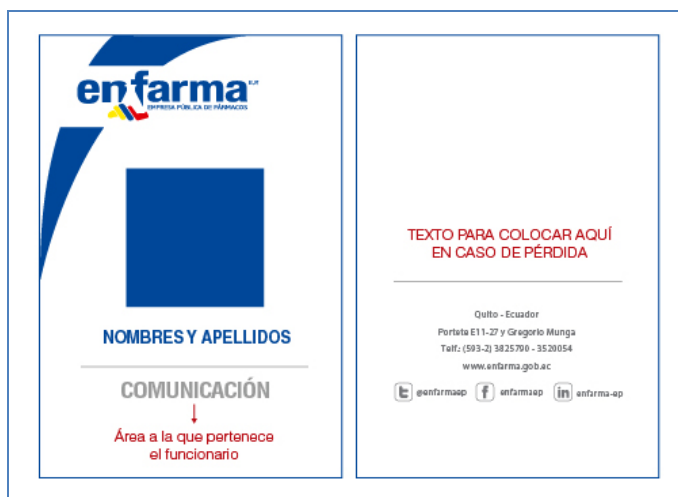 enfarma EP
EMPRESA PÚBLICA DE FÁRMACOS
NOMBRES Y APELLIDOS
COMUNICACIÓN
Área a la que pertenece
el funcionario
TEXTO PARA COLOCAR AQUÍ
EN CASO DE PÉRDIDA
Quito - Ecuador
Portete E11-27 y Gregorio Munga
Telf.: (593-2) 3825790 - 3520054
www.enfarma.gob.ec
@enfarmaep enfarmaep enfarma-ep